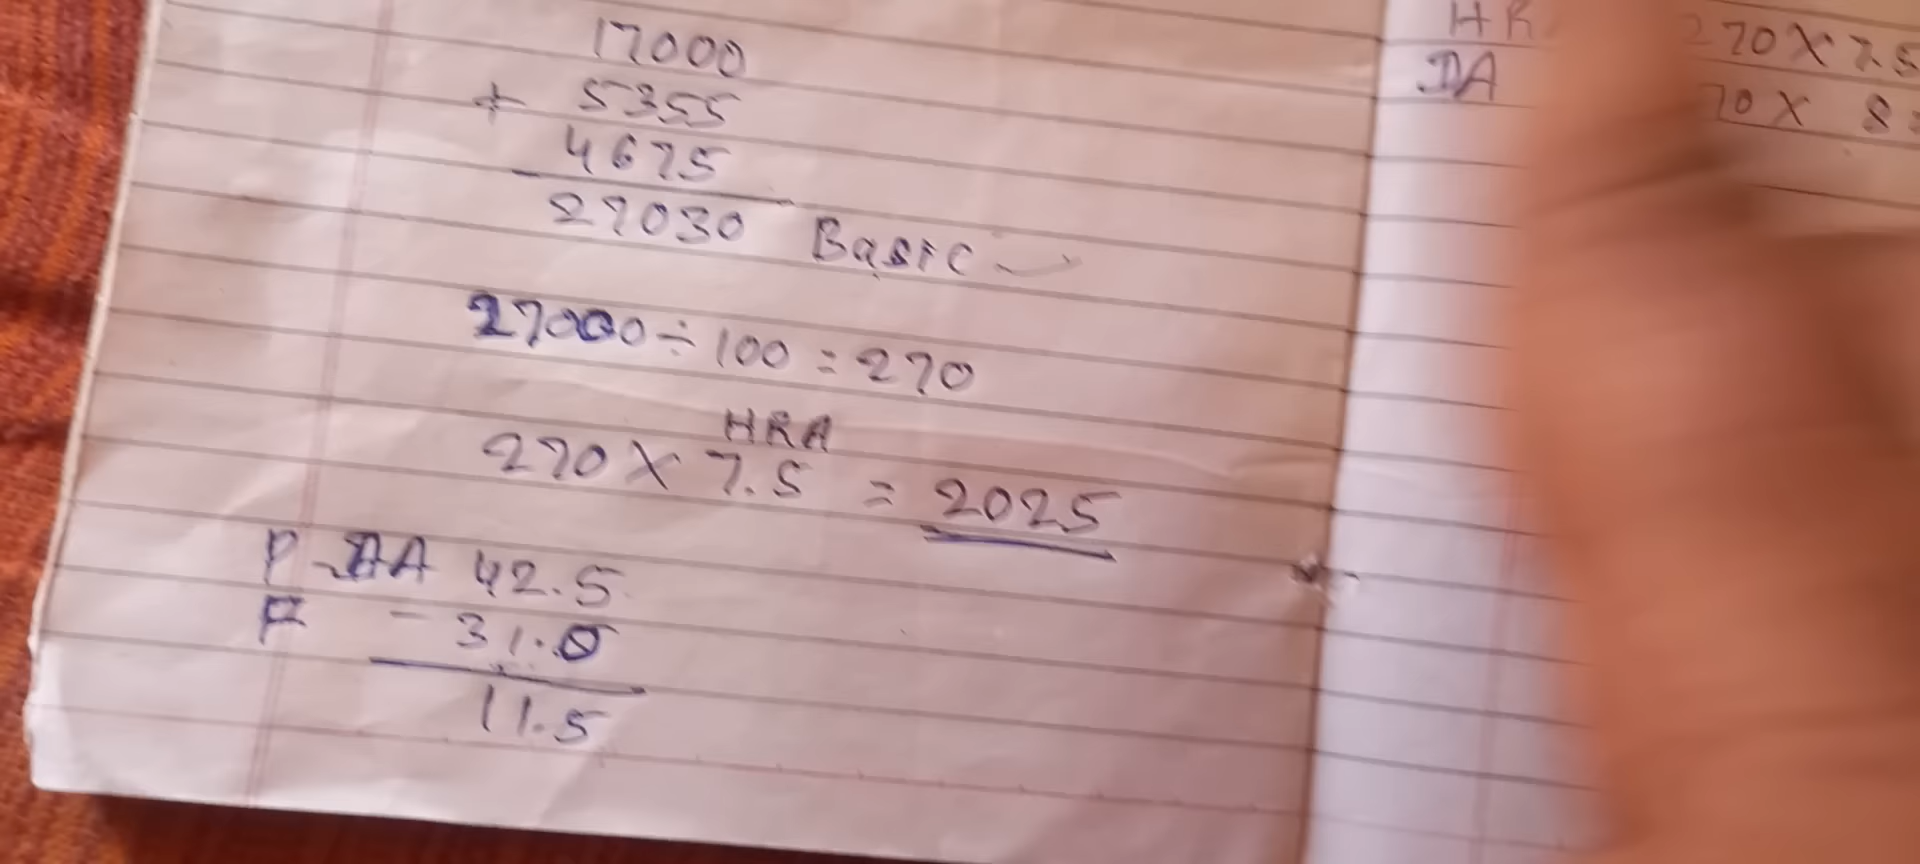 17000
+ 5355
4675
27030 Basic
27000 ÷ 100 = 270
HRA
270 X 7.5 = 2025
P DA 42.5
F - 31.0
11.5
HR 270 X 7.5
DA 70 X 8